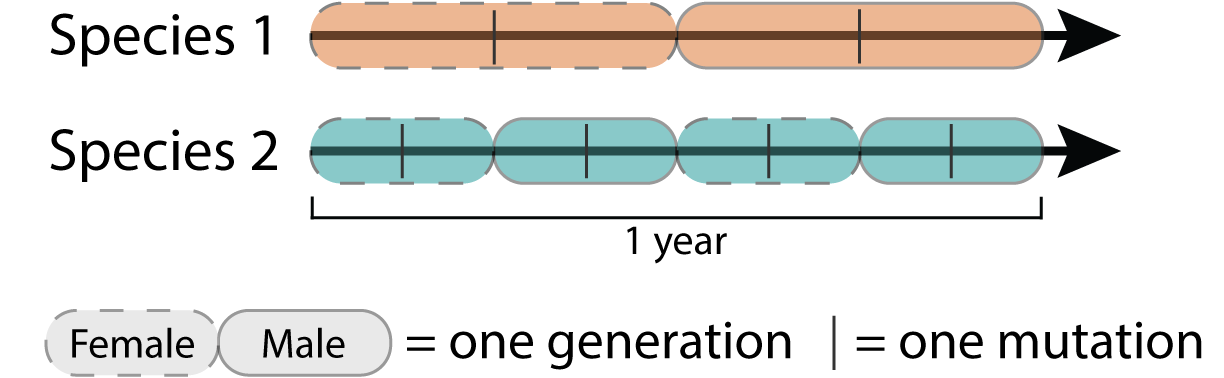 Species 1
Species 2
1 year
Female Male = one generation | = one mutation